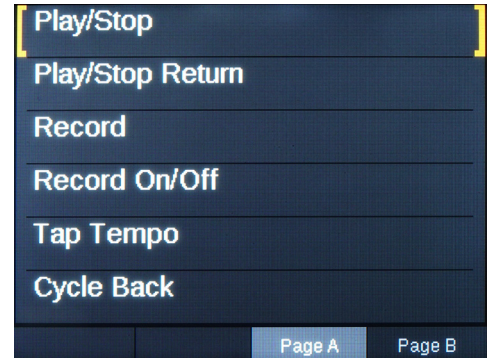 Play/Stop
Play/Stop Return
Record
Record On/Off
Tap Tempo
Cycle Back
Page A Page B